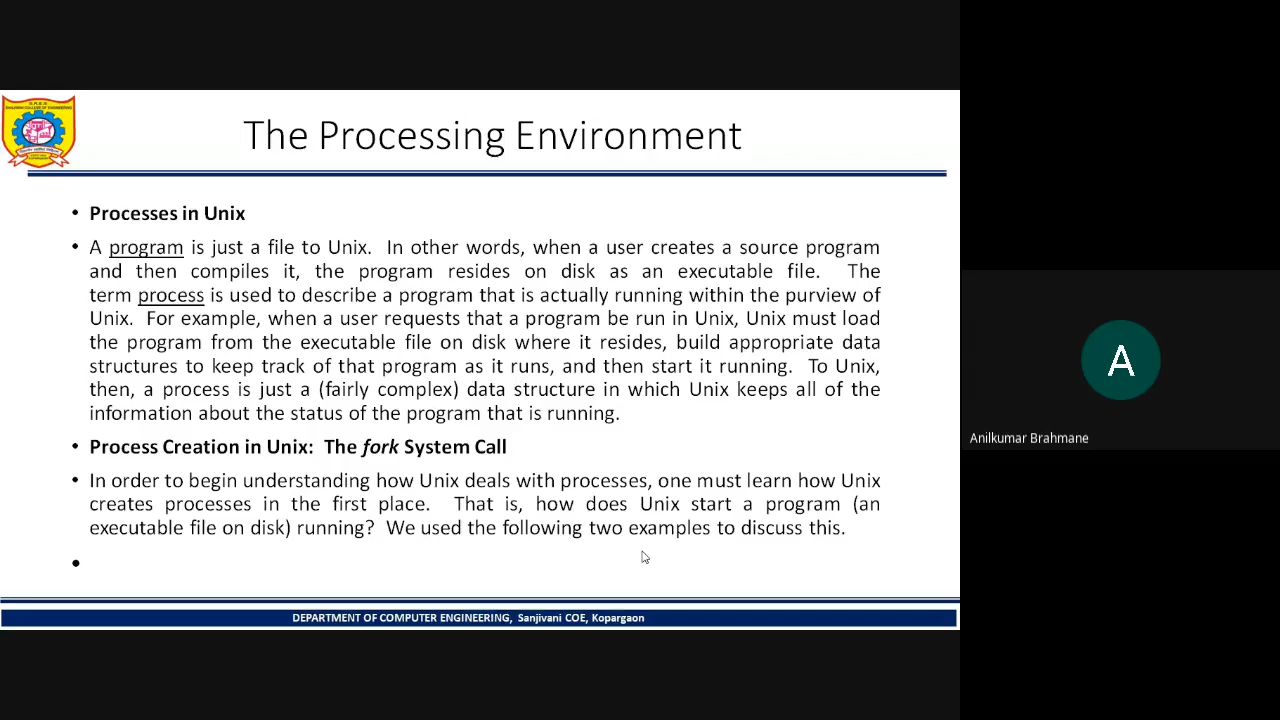 The Processing Environment
• Processes in Unix
• A program is just a file to Unix. In other words, when a user creates a source program
and then compiles it, the program resides on disk as an executable file. The
term process is used to describe a program that is actually running within the purview of
Unix. For example, when a user requests that a program be run in Unix, Unix must load
the program from the executable file on disk where it resides, build appropriate data
structures to keep track of that program as it runs, and then start it running. To Unix,
then, a process is just a (fairly complex) data structure in which Unix keeps all of the
information about the status of the program that is running.
• Process Creation in Unix: The fork System Call
• In order to begin understanding how Unix deals with processes, one must learn how Unix
creates processes in the first place. That is, how does Unix start a program (an
executable file on disk) running? We used the following two examples to discuss this.
•
DEPARTMENT OF COMPUTER ENGINEERING, Sanjivani COE, Kopargaon
A
Anilkumar Brahmane